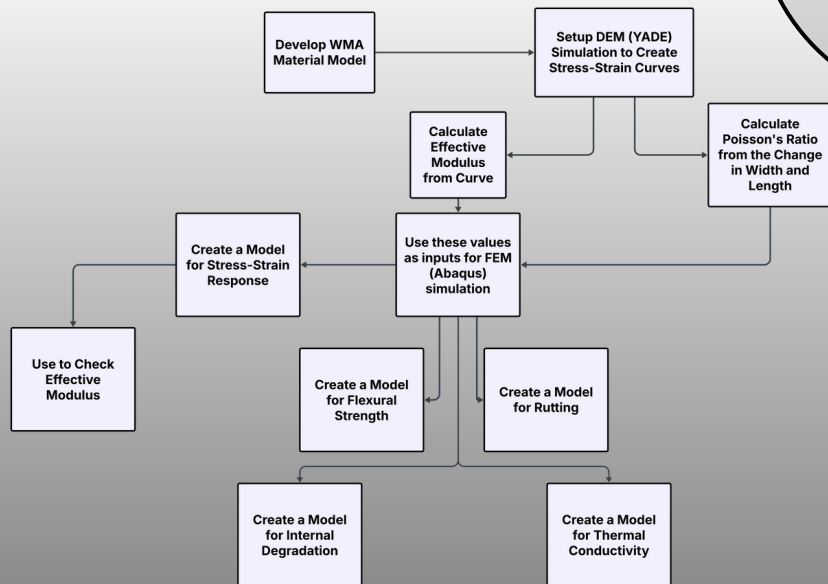 Develop WMA
Material Model
Setup DEM (YADE)
Simulation to Create
Stress-Strain Curves
Calculate
Effective
Modulus
from Curve
Calculate
Poisson's Ratio
from the Change
in Width and
Length
Create a Model
for Stress-Strain
Response
Use these values
as inputs for FEM
(Abaqus)
simulation
Use to Check
Effective
Modulus
Create a Model
for Flexural
Strength
Create a Model
for Rutting
Create a Model
for Internal
Degradation
Create a Model
for Thermal
Conductivity